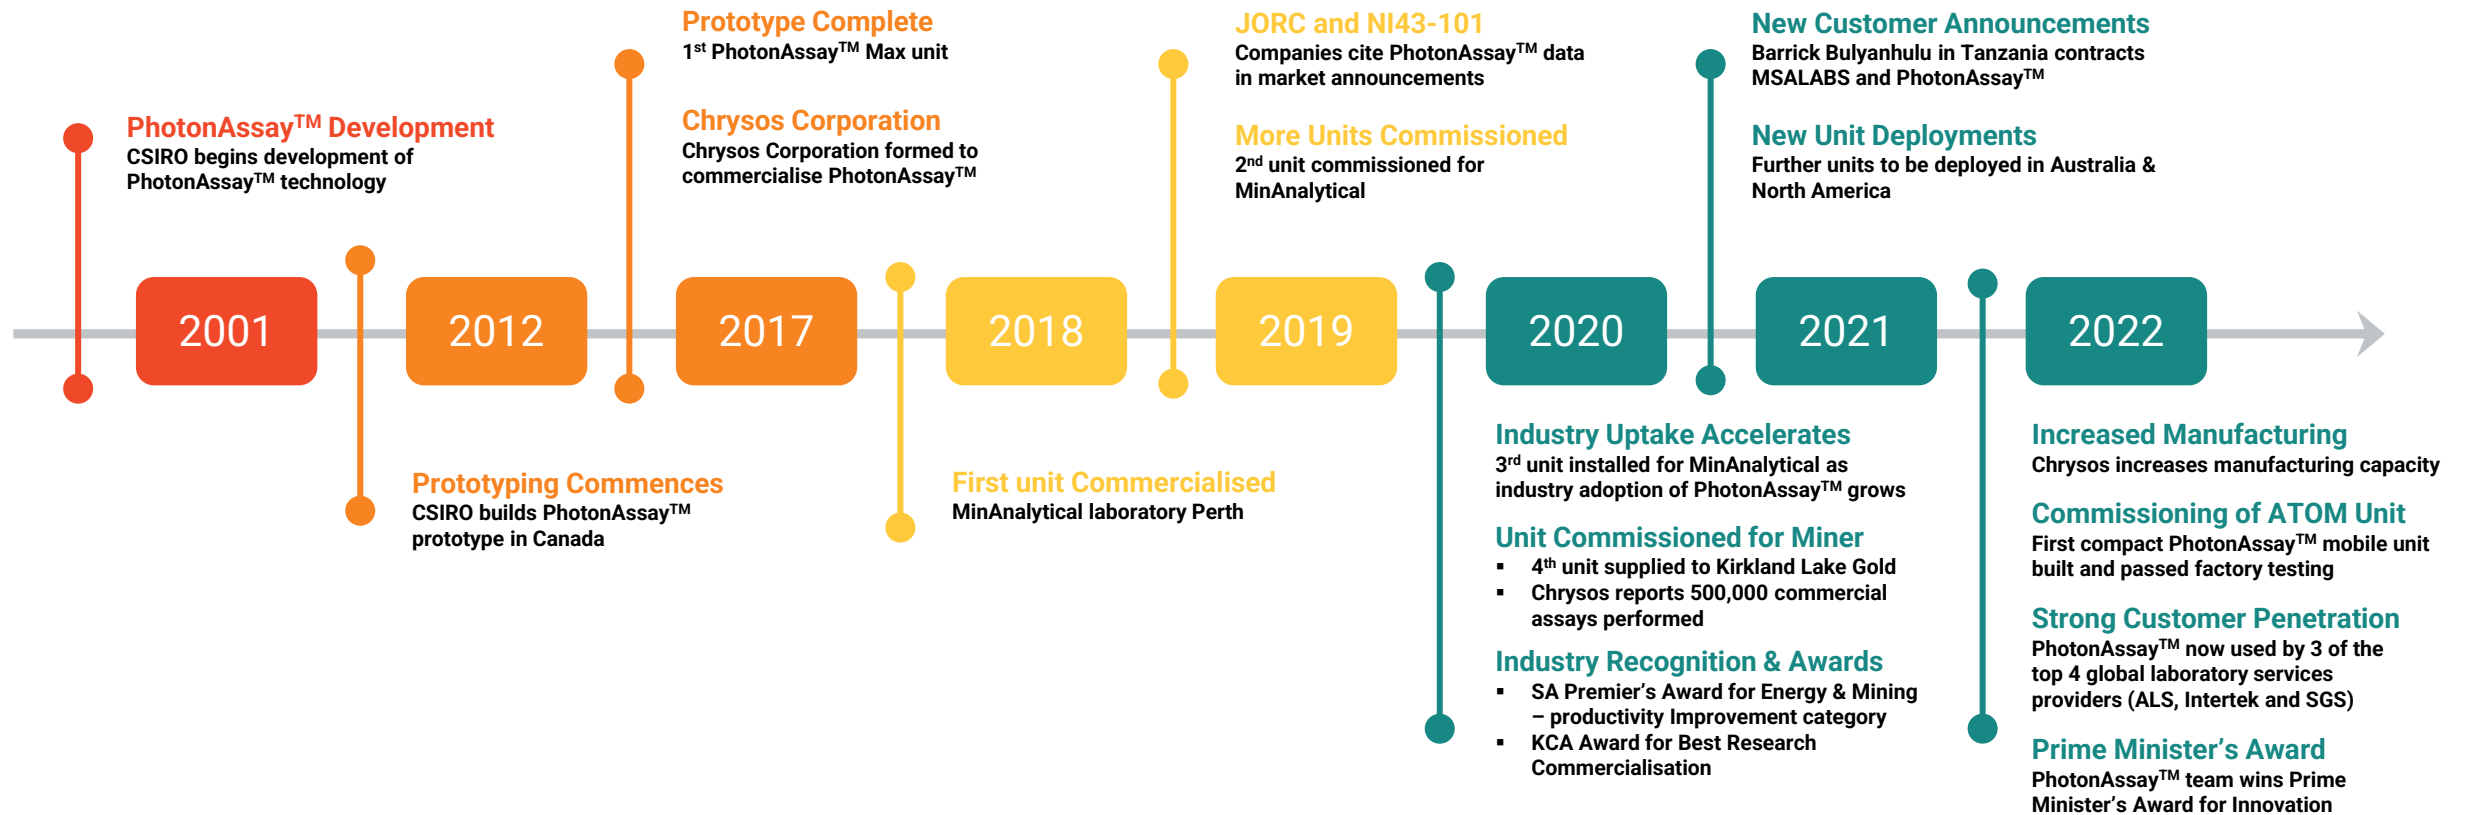 PhotonAssay™ Development
CSIRO begins development of
PhotonAssay™ technology
2001
2012
Prototyping Commences
CSIRO builds PhotonAssay™
prototype in Canada
Prototype Complete
1st PhotonAssay™ Max unit
Chrysos Corporation
Chrysos Corporation formed to
commercialise PhotonAssay™
2017
2018
First unit Commercialised
MinAnalytical laboratory Perth
JORC and NI43-101
Companies cite PhotonAssay™ data
in market announcements
More Units Commissioned
2nd unit commissioned for
MinAnalytical
2019
2020
Industry Uptake Accelerates
3rd unit installed for MinAnalytical as
industry adoption of PhotonAssay™ grows
Unit Commissioned for Miner
▪ 4th unit supplied to Kirkland Lake Gold
▪ Chrysos reports 500,000 commercial
assays performed
Industry Recognition & Awards
▪ SA Premier’s Award for Energy & Mining
– productivity Improvement category
▪ KCA Award for Best Research
Commercialisation
New Customer Announcements
Barrick Bulyanhulu in Tanzania contracts
MSALABS and PhotonAssay™
New Unit Deployments
Further units to be deployed in Australia &
North America
2021
2022
Increased Manufacturing
Chrysos increases manufacturing capacity
Commissioning of ATOM Unit
First compact PhotonAssay™ mobile unit
built and passed factory testing
Strong Customer Penetration
PhotonAssay™ now used by 3 of the
top 4 global laboratory services
providers (ALS, Intertek and SGS)
Prime Minister’s Award
PhotonAssay™ team wins Prime
Minister’s Award for Innovation